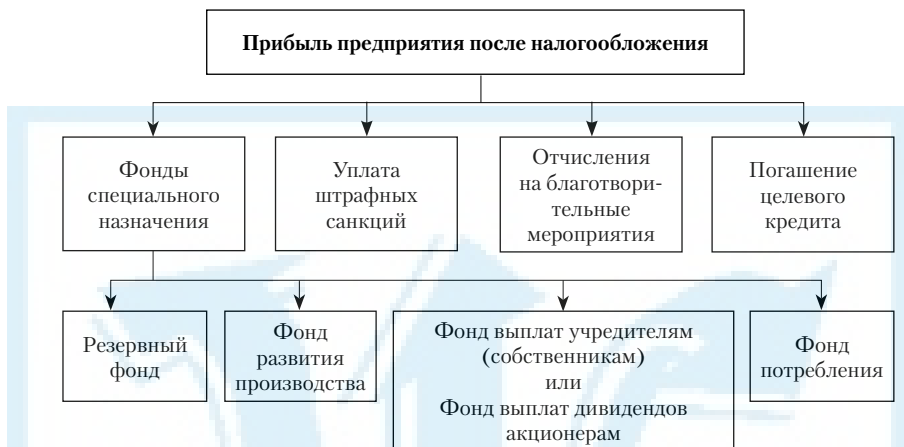 Прибыль предприятия после налогообложения
Фонды
специального
назначения
Уплата
штрафных
санкций
Отчисления
на благотвори-
тельные
мероприятия
Погашение
целевого
кредита
Резервный
фонд
Фонд
развития
производства
Фонд выплат учредителям
(собственникам)
или
Фонд выплат дивидендов
акционерам
Фонд
потребления